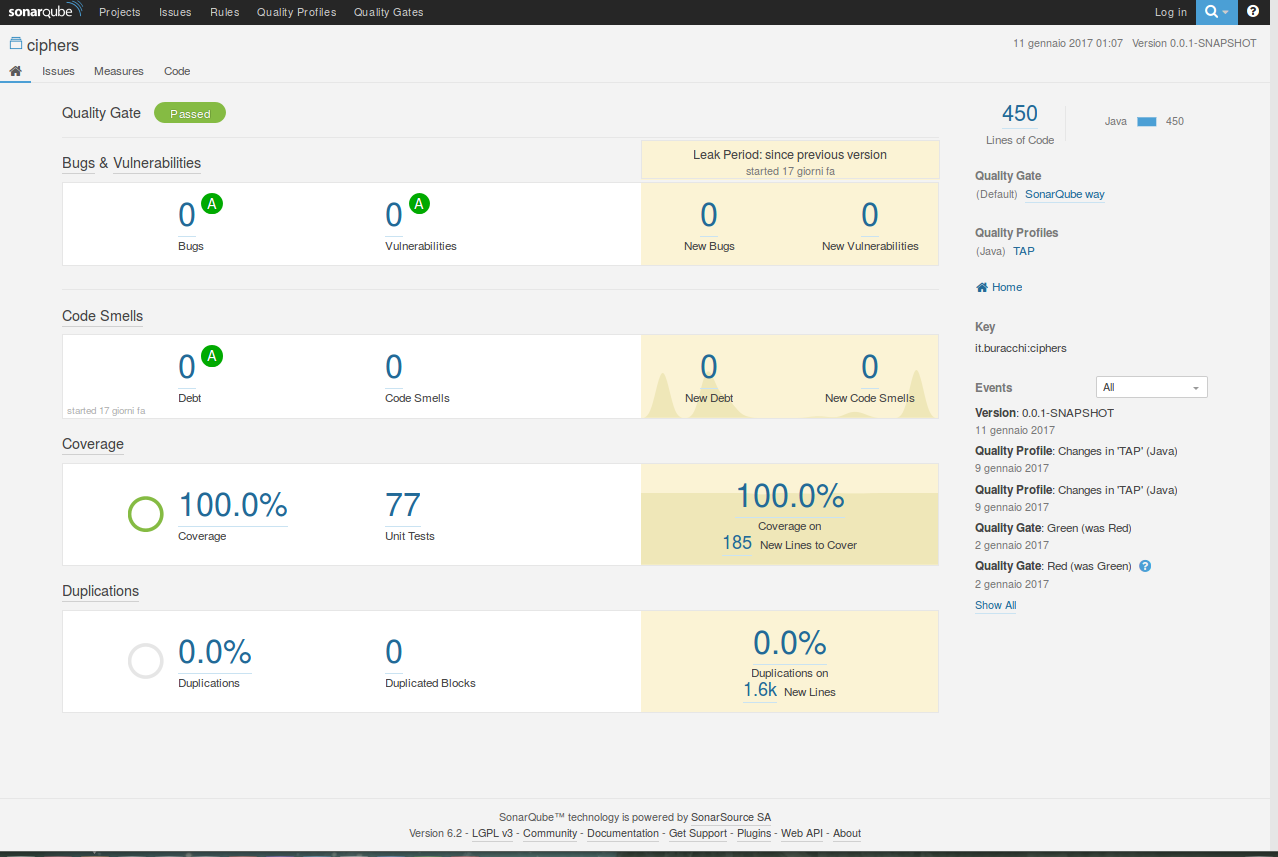 sonarqube Projects Issues Rules Quality Profiles Quality Gates Log in ?
ciphers 11 gennaio 2017 01:07 Version 0.0.1-SNAPSHOT
Issues Measures Code
Quality Gate Passed
Bugs & Vulnerabilities
Leak Period: since previous version
started 17 giorni fa
0 A 0 A 0 0
Bugs Vulnerabilities New Bugs New Vulnerabilities
Code Smells
0 A 0 0 0
Debt Code Smells New Debt New Code Smells
started 17 giorni fa
Coverage
100.0% 77 100.0%
Coverage Unit Tests Coverage on
185 New Lines to Cover
Duplications
0.0% 0 0.0%
Duplications Duplicated Blocks Duplications on
1.6k New Lines
450 Java 450
Lines of Code
Quality Gate
(Default) SonarQube way
Quality Profiles
(Java) TAP
Home
Key
it.buracchi:ciphers
Events All
Version: 0.0.1-SNAPSHOT
11 gennaio 2017
Quality Profile: Changes in 'TAP' (Java)
9 gennaio 2017
Quality Profile: Changes in 'TAP' (Java)
9 gennaio 2017
Quality Gate: Green (was Red)
2 gennaio 2017
Quality Gate: Red (was Green) ?
2 gennaio 2017
Show All
SonarQube™ technology is powered by SonarSource SA
Version 6.2 - LGPL v3 - Community - Documentation - Get Support - Plugins - Web API - About